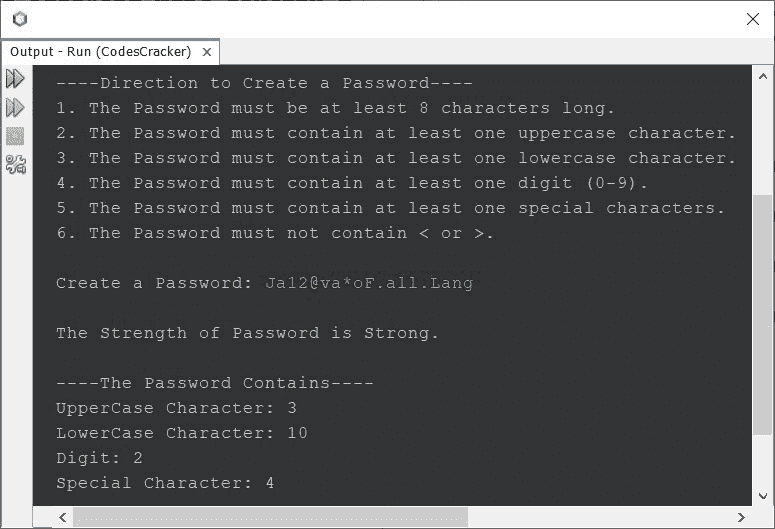 Output - Run (CodesCracker)
----Direction to Create a Password----
1. The Password must be at least 8 characters long.
2. The Password must contain at least one uppercase character.
3. The Password must contain at least one lowercase character.
4. The Password must contain at least one digit (0-9).
5. The Password must contain at least one special characters.
6. The Password must not contain < or >.
Create a Password: Ja12@va*oF.all.Lang
The Strength of Password is Strong.
----The Password Contains----
UpperCase Character: 3
LowerCase Character: 10
Digit: 2
Special Character: 4